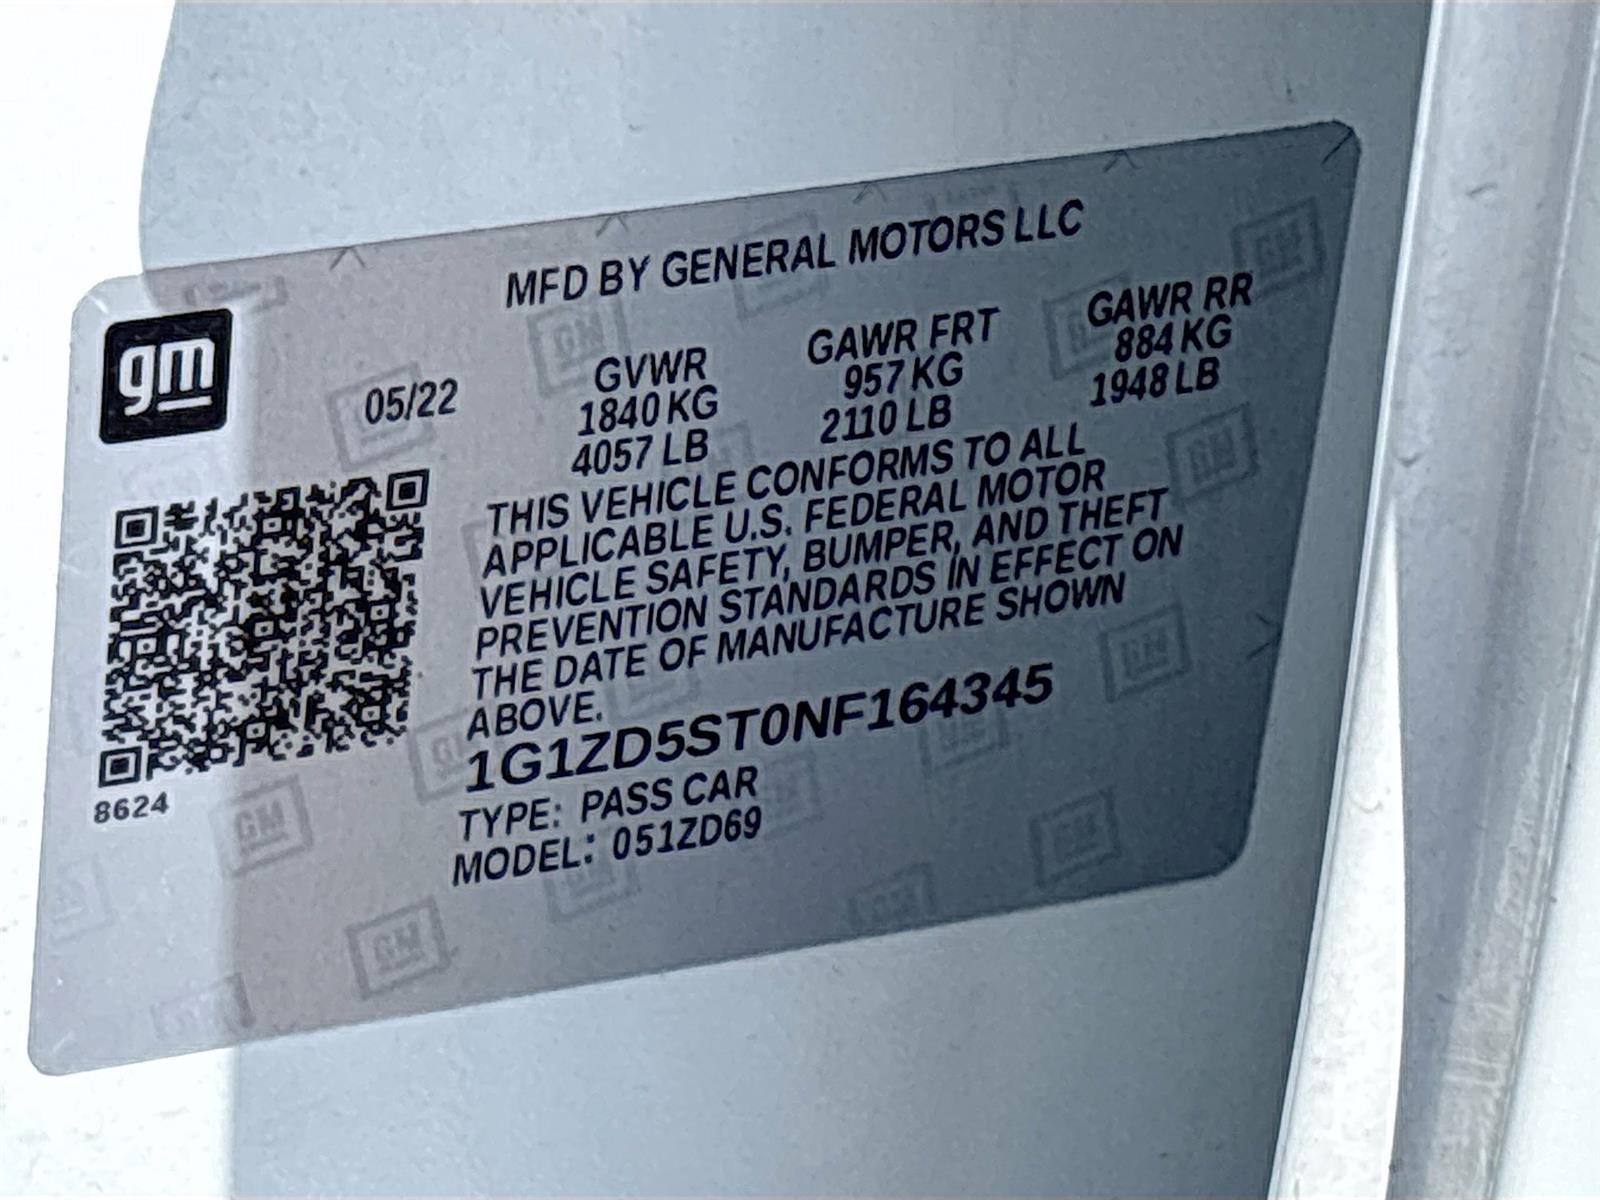 MFD BY GENERAL MOTORS LLC
gm
05/22
GVWR
1840 KG
4057 LB
GAWR FRT
957 KG
2110 LB
GAWR RR
884 KG
1948 LB
THIS VEHICLE CONFORMS TO ALL
APPLICABLE U.S. FEDERAL MOTOR
VEHICLE SAFETY, BUMPER, AND THEFT
PREVENTION STANDARDS IN EFFECT ON
THE DATE OF MANUFACTURE SHOWN
ABOVE.
1G1ZD5ST0NF164345
TYPE: PASS CAR
MODEL: 051ZD69
8624